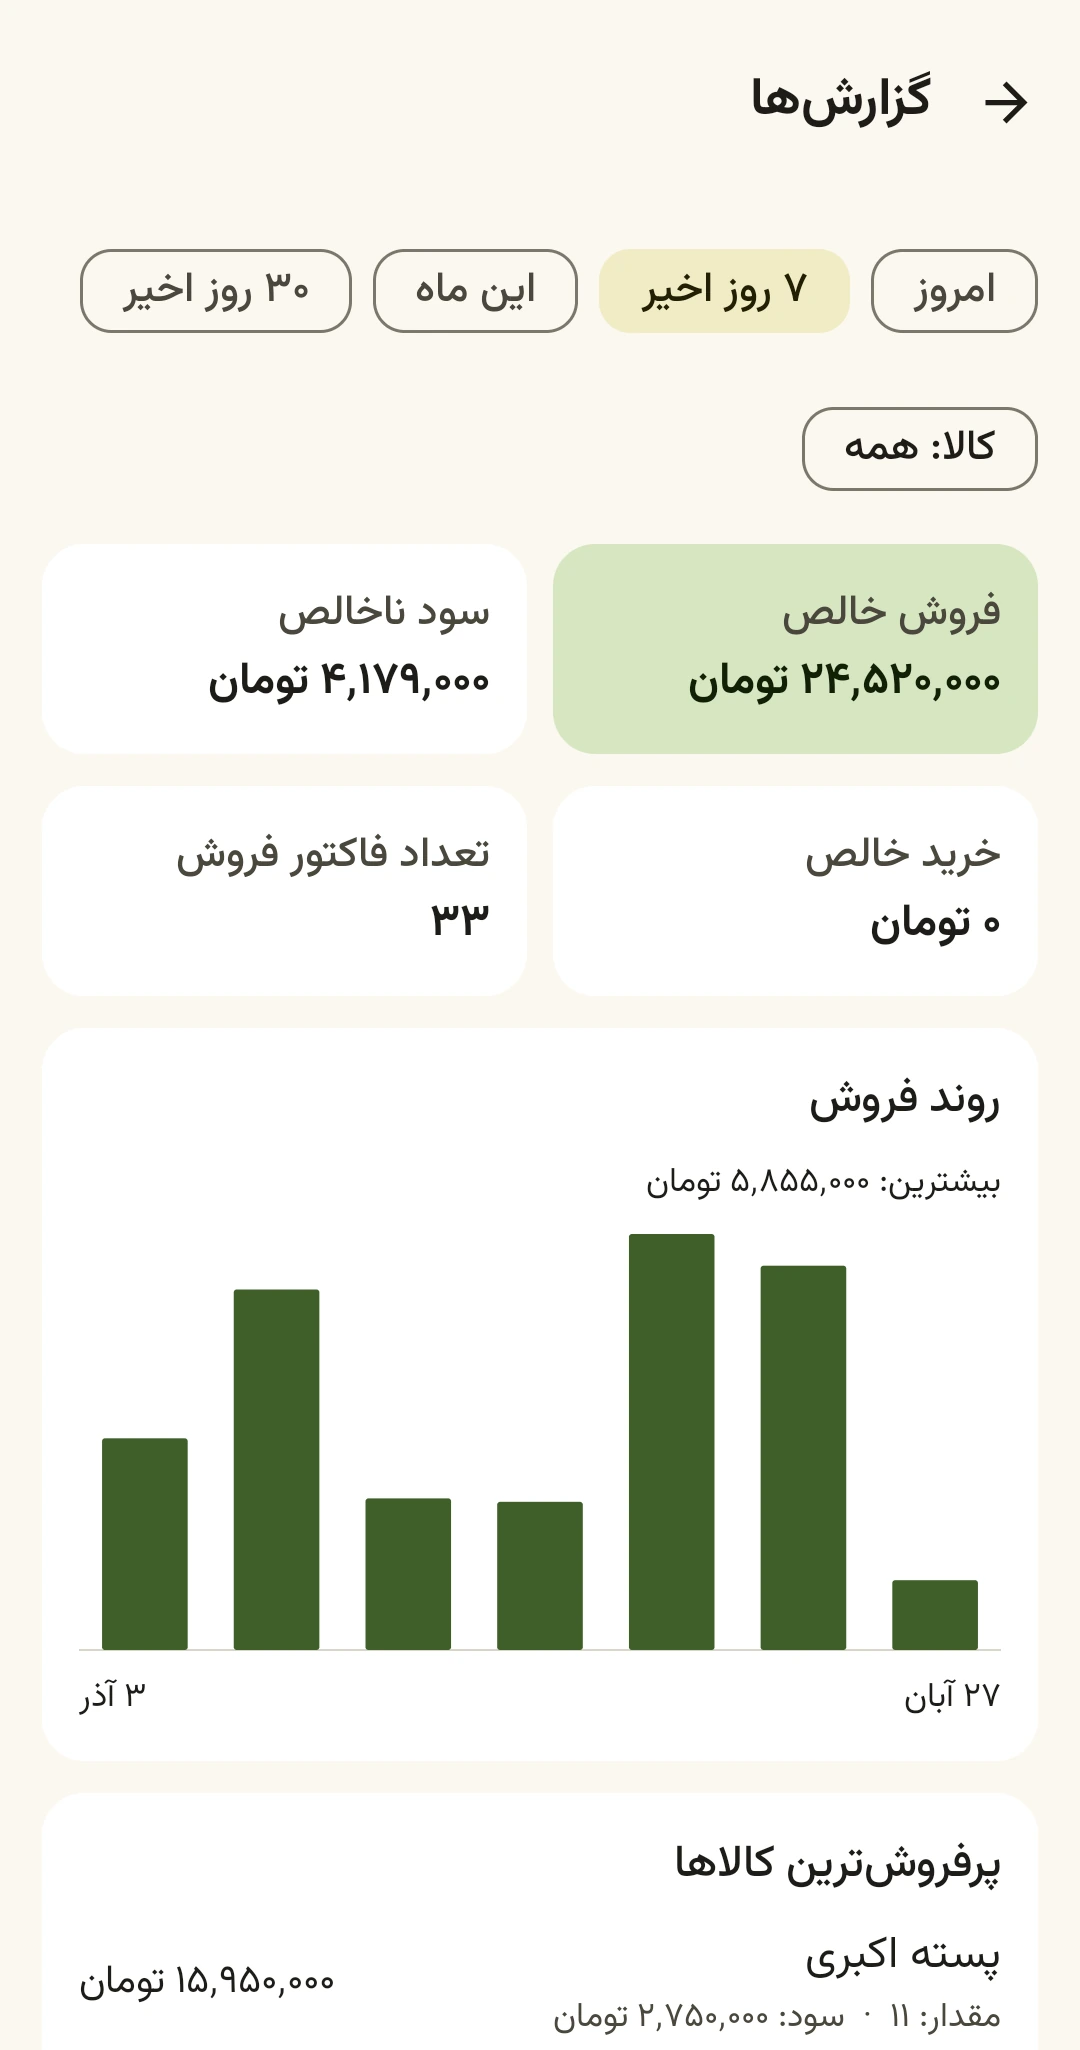 گزارش‌ها
امروز
۷ روز اخیر
این ماه
۳۰ روز اخیر
کالا: همه
فروش خالص
۲۴,۵۲۰,۰۰۰ تومان
سود ناخالص
۴,۱۷۹,۰۰۰ تومان
خرید خالص
۰ تومان
تعداد فاکتور فروش
۳۳
روند فروش
بیشترین: ۵,۸۵۵,۰۰۰ تومان
۲۷ آبان
۳ آذر
پرفروش‌ترین کالاها
پسته اکبری
۱۵,۹۵۰,۰۰۰ تومان
مقدار: ۱۱ · سود: ۲,۷۵۰,۰۰۰ تومان